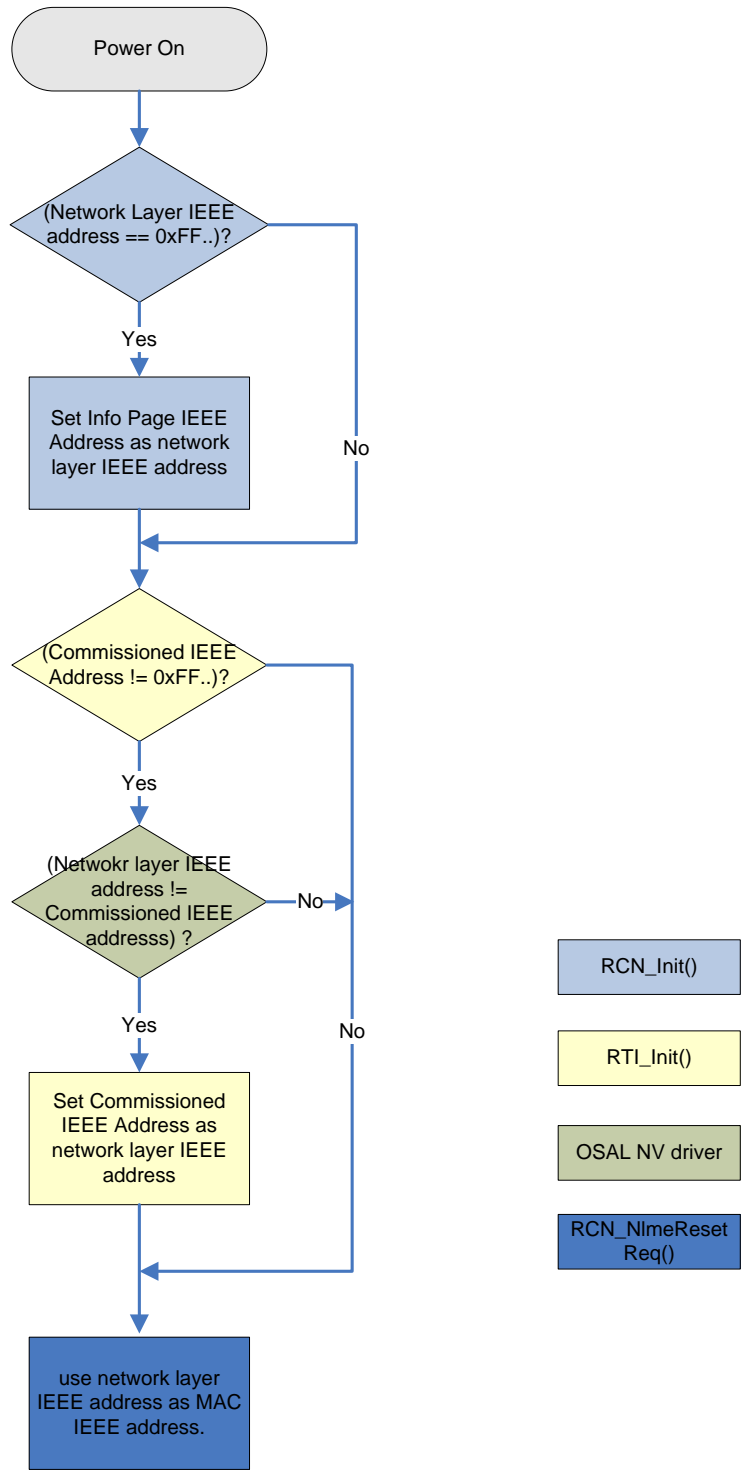 Power On
(Network Layer IEEE
address == 0xFF..)?
Yes
Set Info Page IEEE
Address as network
layer IEEE address
No
(Commissioned IEEE
Address != 0xFF..)?
Yes
(Netwokr layer IEEE
address !=
Commissioned IEEE
addresss) ?
No
Yes
No
Set Commissioned
IEEE Address as
network layer IEEE
address
use network layer
IEEE address as MAC
IEEE address.
RCN_Init()
RTI_Init()
OSAL NV driver
RCN_NlmeReset
Req()